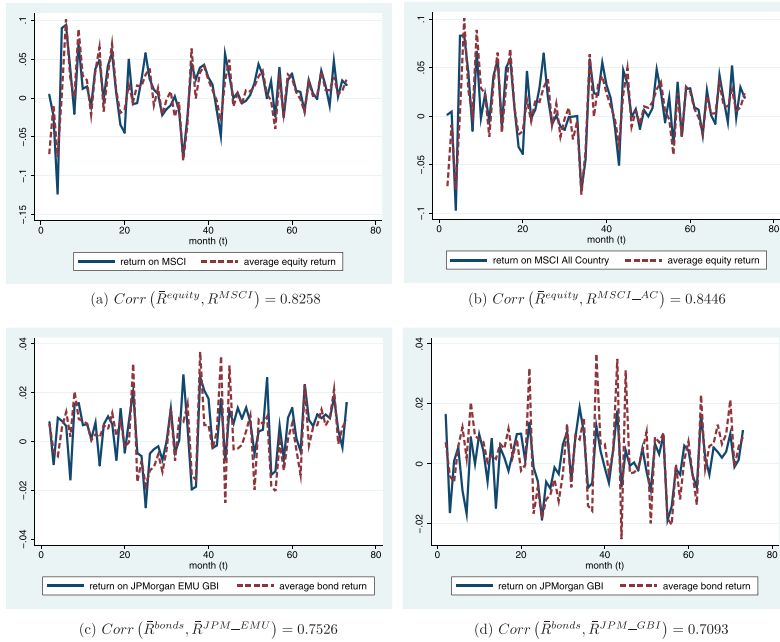 .1
.05
0
-.05
-.1
-.15
0 20 40 60 80
month (t)
return on MSCI average equity return
(a) Corr (R̄^equity, R^MSCI) = 0.8258
.1
.05
0
-.05
-.1
0 20 40 60 80
month (t)
return on MSCI All Country average equity return
(b) Corr (R̄^equity, R^MSCI_AC) = 0.8446
.04
.02
0
-.02
-.04
0 20 40 60 80
month (t)
return on JPMorgan EMU GBI average bond return
(c) Corr (R̄^bonds, R̄^JPM_EMU) = 0.7526
.04
.02
0
-.02
0 20 40 60 80
month (t)
return on JPMorgan GBI average bond return
(d) Corr (R̄^bonds, R̄^JPM_GBI) = 0.7093